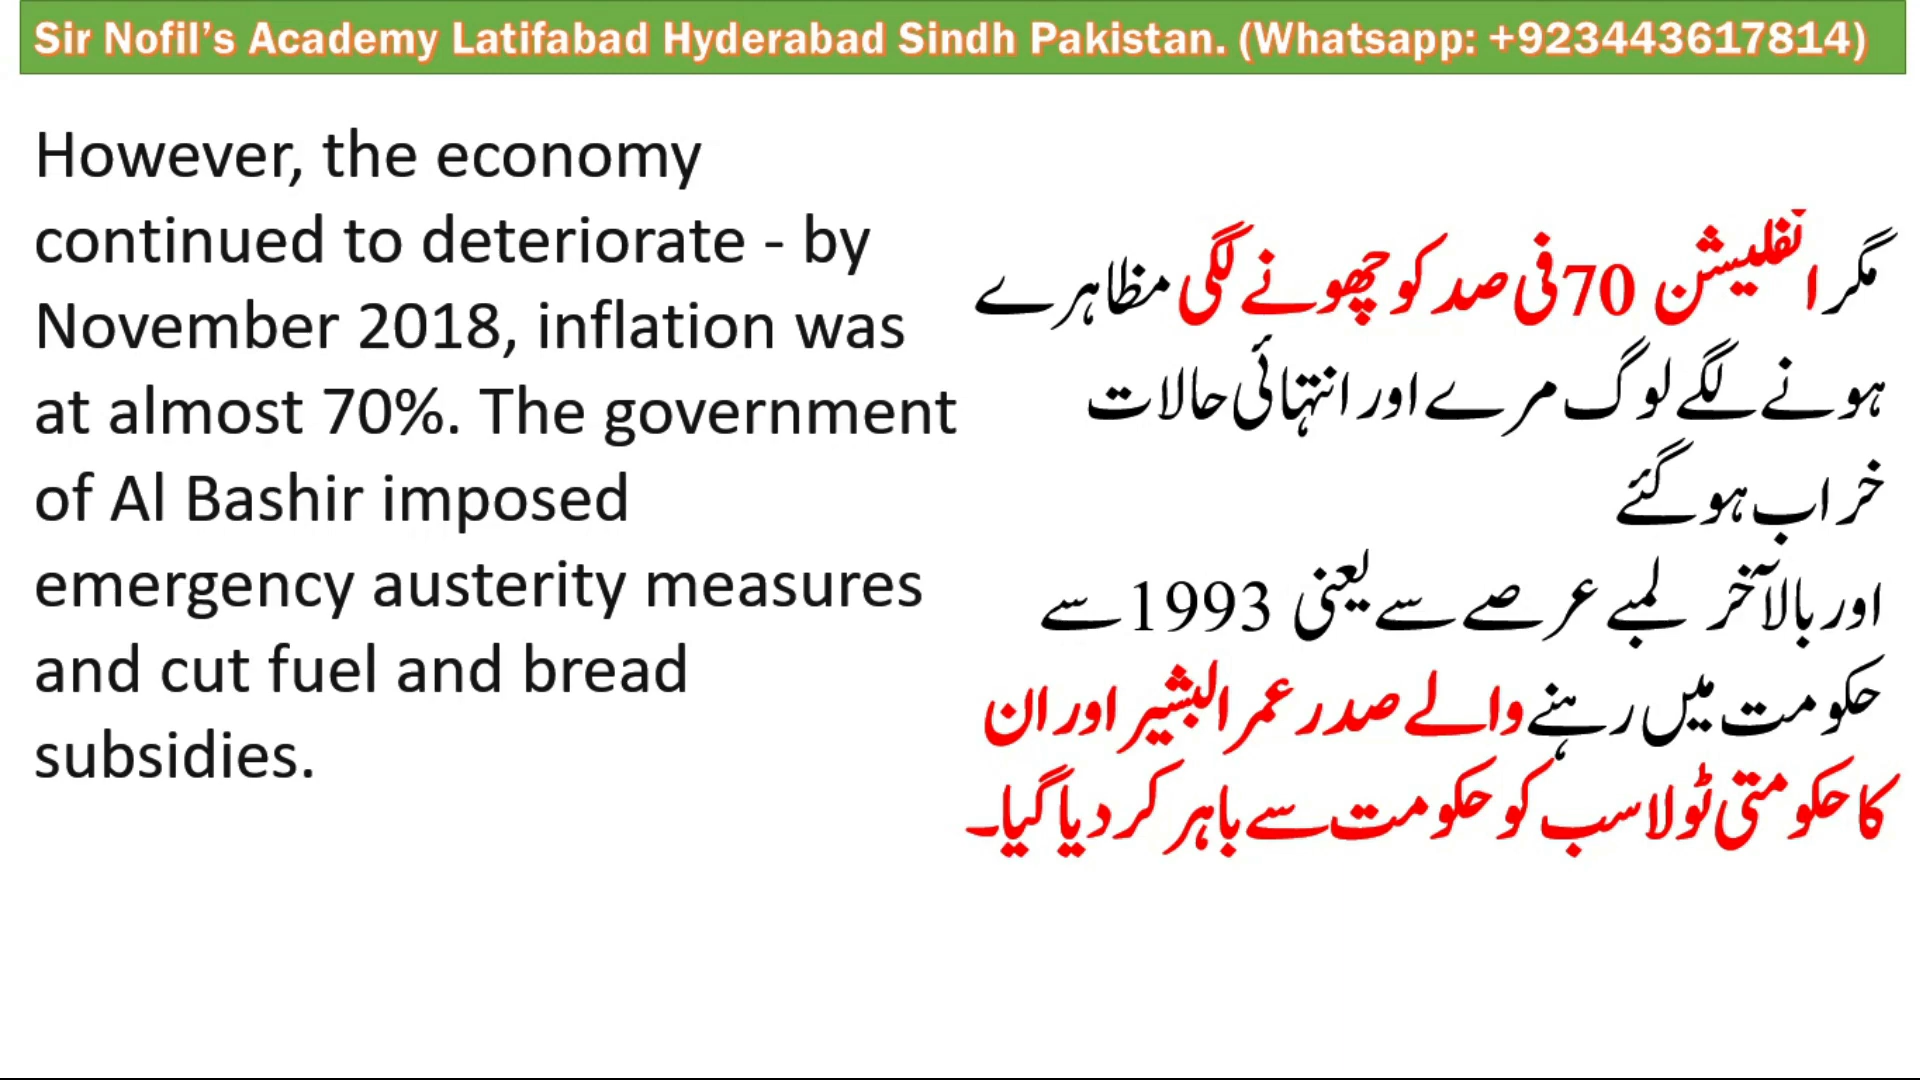 Sir Nofil’s Academy Latifabad Hyderabad Sindh Pakistan. (Whatsapp: +923443617814)
However, the economy
continued to deteriorate - by
November 2018, inflation was
at almost 70%. The government
of Al Bashir imposed
emergency austerity measures
and cut fuel and bread
subsidies.
مگر انفلیشن 70 فی صد کو چھونے لگی مظاہرے
ہونے لگے لوگ مرے اور انتہائی حالات
خراب ہو گئے
اور بالآخر لمبے عرصے سے یعنی 1993 سے
حکومت میں رہنے والے صدر عمر البشیر اور ان
کا حکومتی ٹولا سب کو حکومت سے باہر کر دیا گیا۔